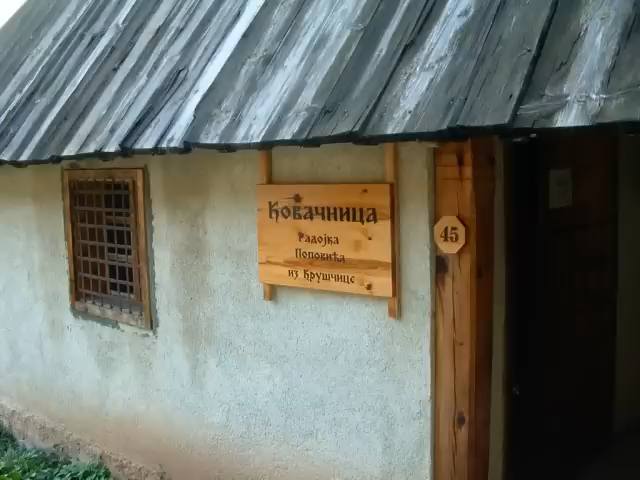 Ковачница
Радојка
Поповића
из Крушчице
45